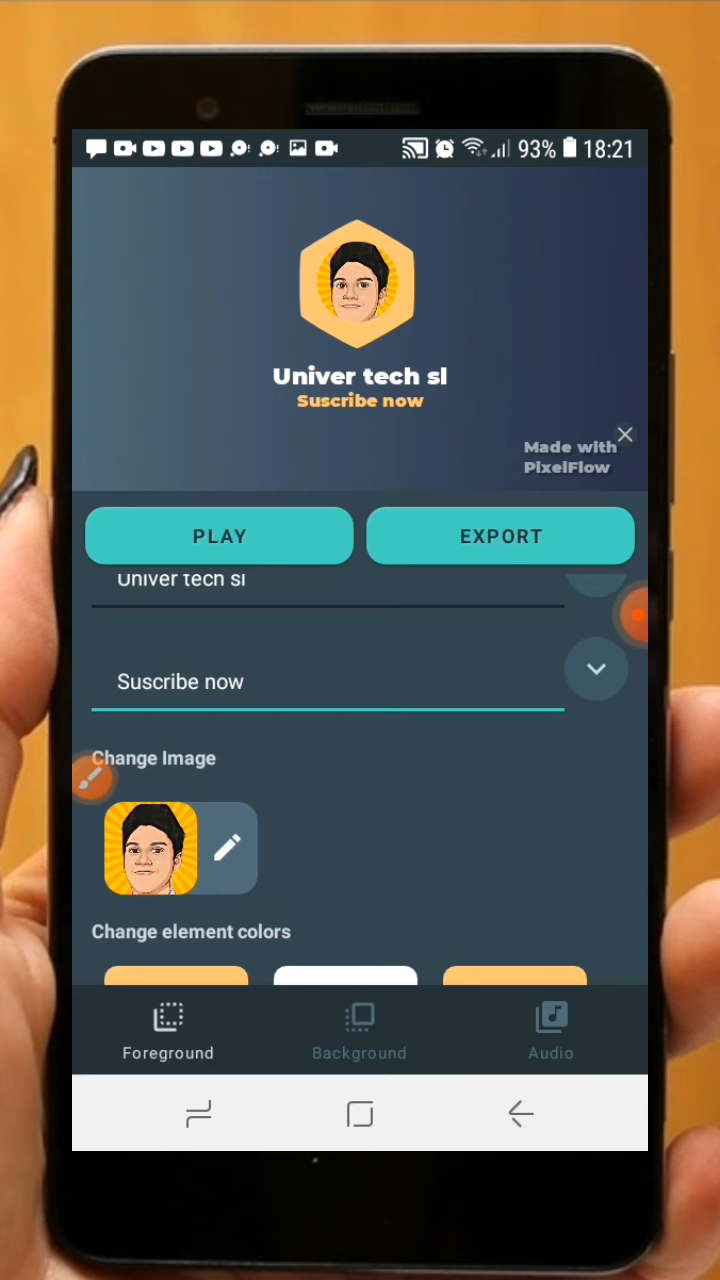 93% 18:21
Univer tech sl
Suscribe now
Made with
PixelFlow
PLAY
EXPORT
Univer tech sl
Suscribe now
Change Image
Change element colors
Foreground
Background
Audio